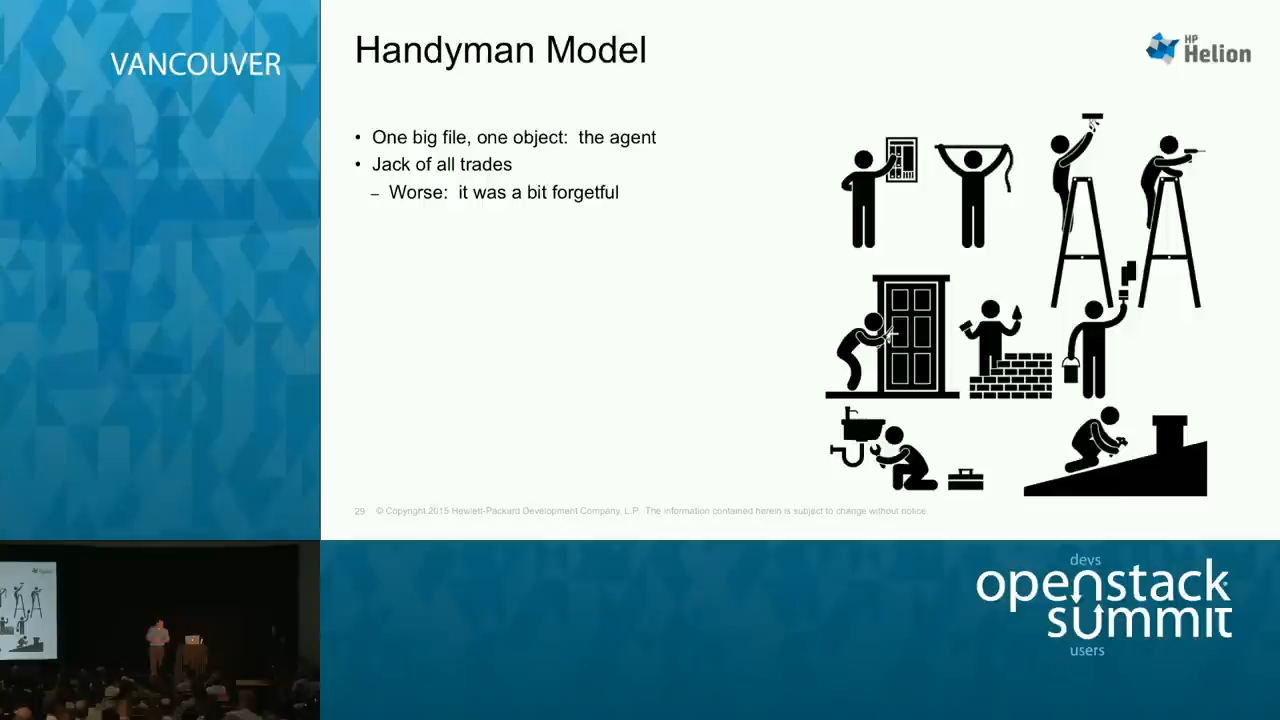 VANCOUVER
Handyman Model
HP
Helion
• One big file, one object:  the agent
• Jack of all trades
– Worse:  it was a bit forgetful
29 © Copyright 2015 Hewlett-Packard Development Company, L.P.  The information contained herein is subject to change without notice.
devs
openstack
summit
users